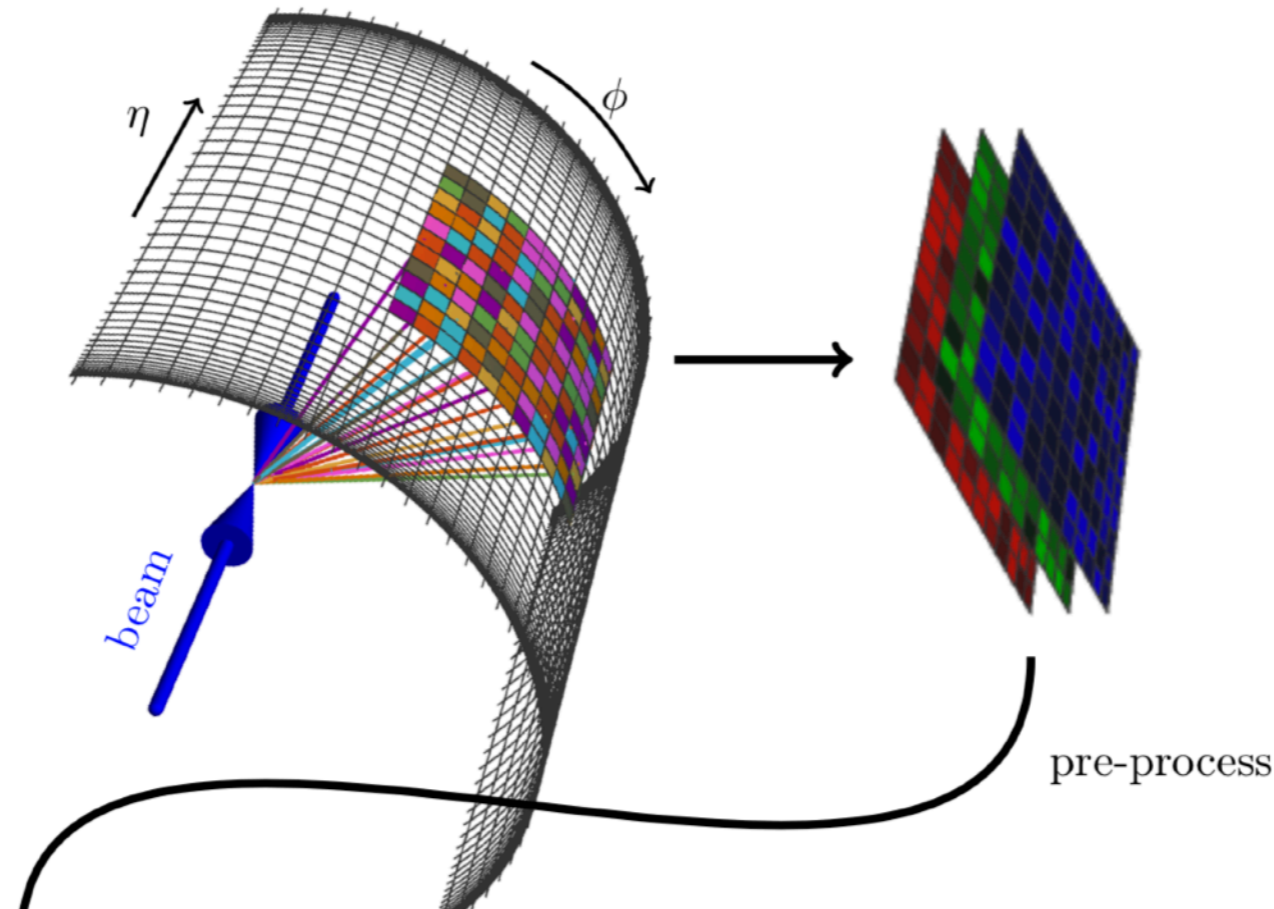 η
ϕ
beam
pre-process